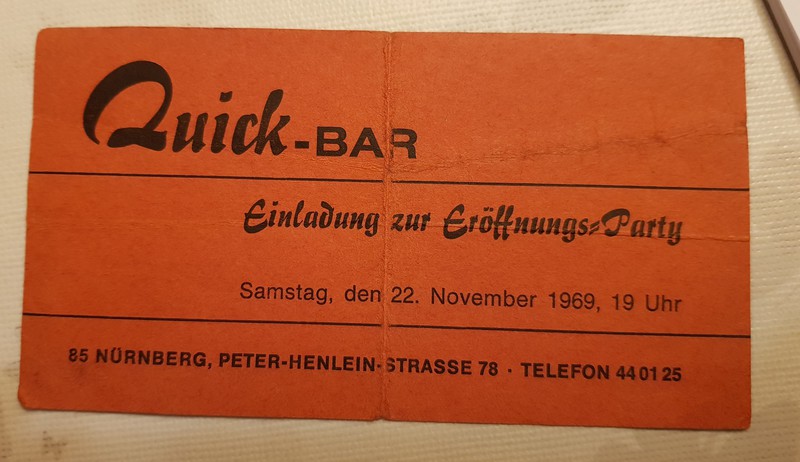 Quick-BAR
Einladung zur Eröffnungs-Party
Samstag, den 22. November 1969, 19 Uhr
85 NÜRNBERG, PETER-HENLEIN-STRASSE 78 · TELEFON 44 01 25